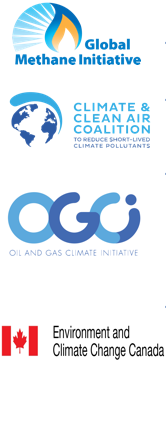 Global
Methane Initiative
CLIMATE &
CLEAN AIR
COALITION
TO REDUCE SHORT-LIVED
CLIMATE POLLUTANTS
OGCI
OIL AND GAS CLIMATE INITIATIVE
Environment and
Climate Change Canada